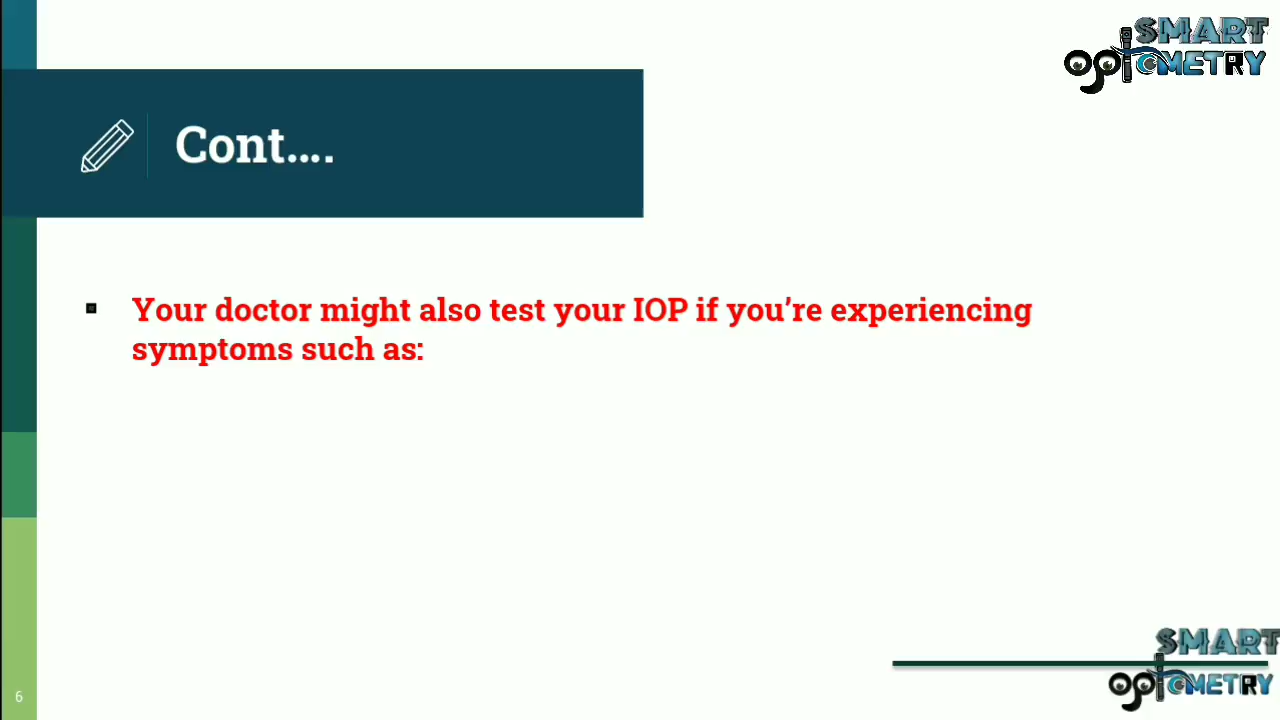 SMART
OPTOMETRY
Cont....
Your doctor might also test your IOP if you’re experiencing
symptoms such as:
SMART
OPTOMETRY
6